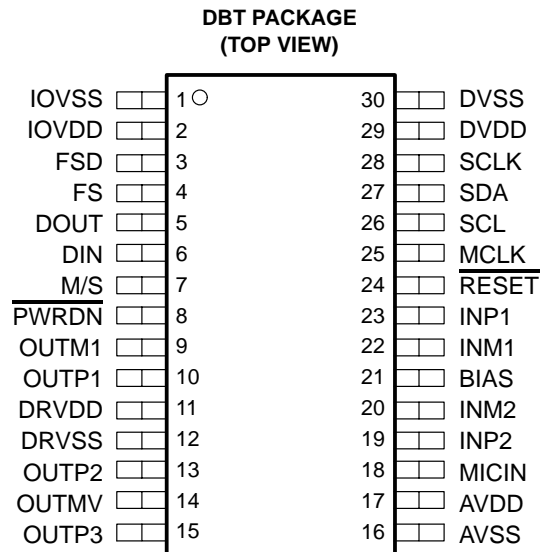 DBT PACKAGE
(TOP VIEW)
IOVSS 1 30 DVSS
IOVDD 2 29 DVDD
FSD 3 28 SCLK
FS 4 27 SDA
DOUT 5 26 SCL
DIN 6 25 MCLK
M/S 7 24 RESET
PWRDN 8 23 INP1
OUTM1 9 22 INM1
OUTP1 10 21 BIAS
DRVDD 11 20 INM2
DRVSS 12 19 INP2
OUTP2 13 18 MICIN
OUTMV 14 17 AVDD
OUTP3 15 16 AVSS